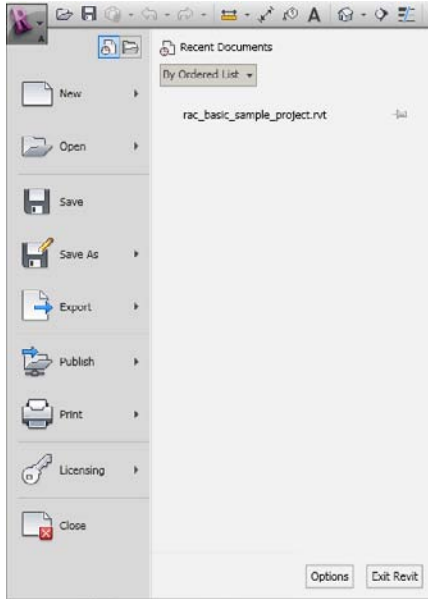 A
A
Recent Documents
By Ordered List
rac_basic_sample_project.rvt
New
Open
Save
Save As
Export
Publish
Print
Licensing
Close
Options
Exit Revit